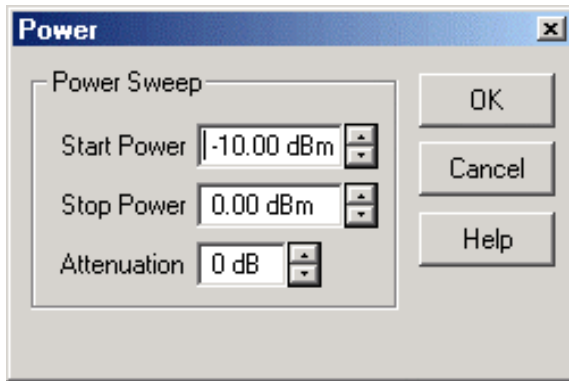 Power
Power Sweep
Start Power -10.00 dBm
Stop Power 0.00 dBm
Attenuation 0 dB
OK
Cancel
Help